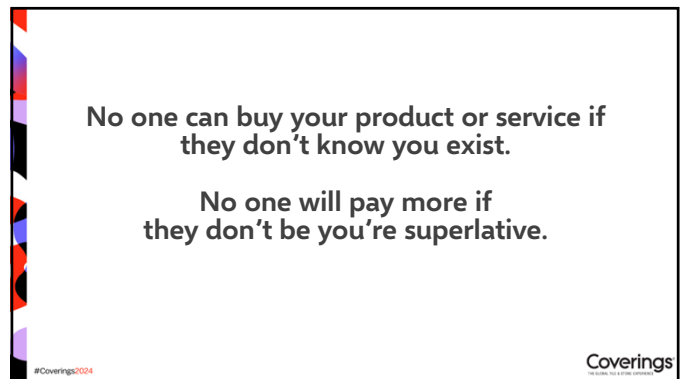 No one can buy your product or service if
they don't know you exist.
No one will pay more if
they don't be you're superlative.
#Coverings2024
Coverings
THE GLOBAL TILE & STONE EXPERIENCE